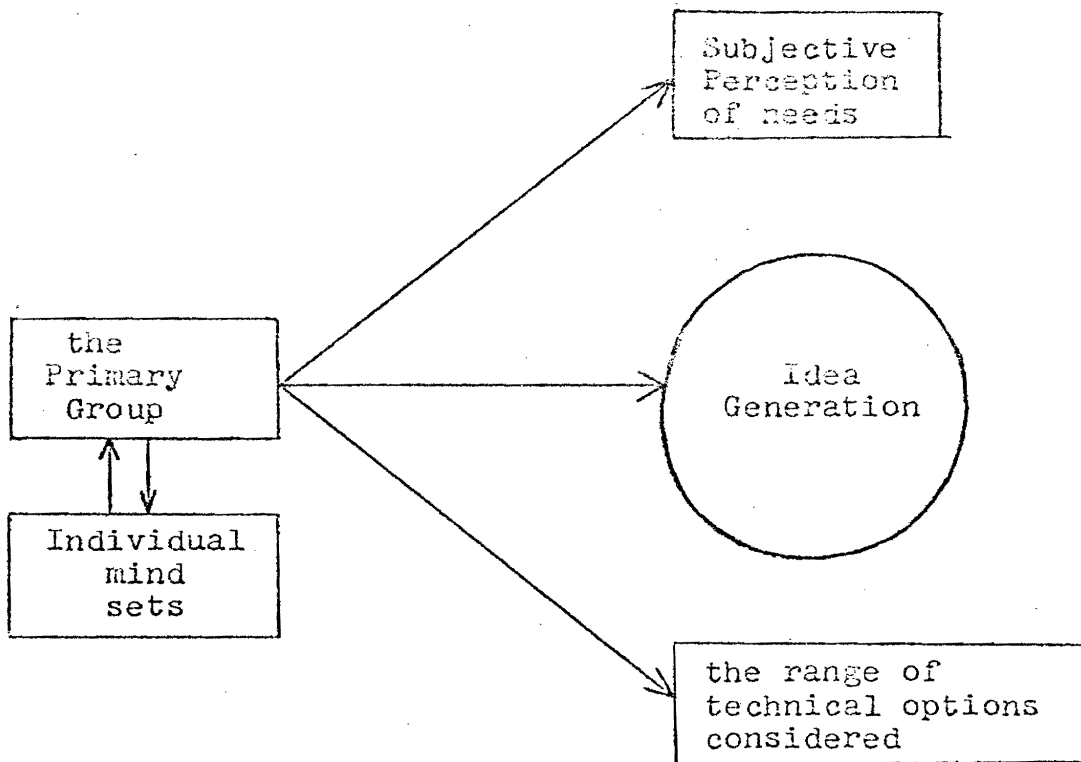 Subjective
Perception
of needs
the
Primary
Group
Idea
Generation
Individual
mind
sets
the range of
technical options
considered